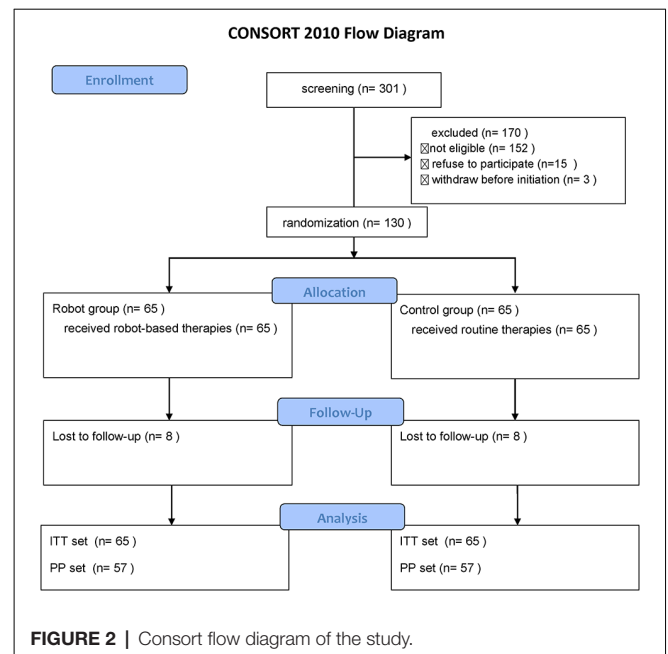 CONSORT 2010 Flow Diagram
Enrollment
screening (n= 301 )
excluded (n= 170 )
☒not eligible (n= 152 )
☒ refuse to participate (n=15  )
☒ withdraw before initiation (n= 3 )
randomization (n= 130 )
Allocation
Robot group (n= 65 )
received robot-based therapies (n= 65 )
Control group (n= 65 )
received routine therapies (n= 65 )
Follow-Up
Lost to follow-up (n= 8 )
Lost to follow-up (n= 8 )
Analysis
ITT set  (n= 65 )
PP set (n= 57 )
ITT set  (n= 65 )
PP set (n= 57 )
FIGURE 2 | Consort flow diagram of the study.